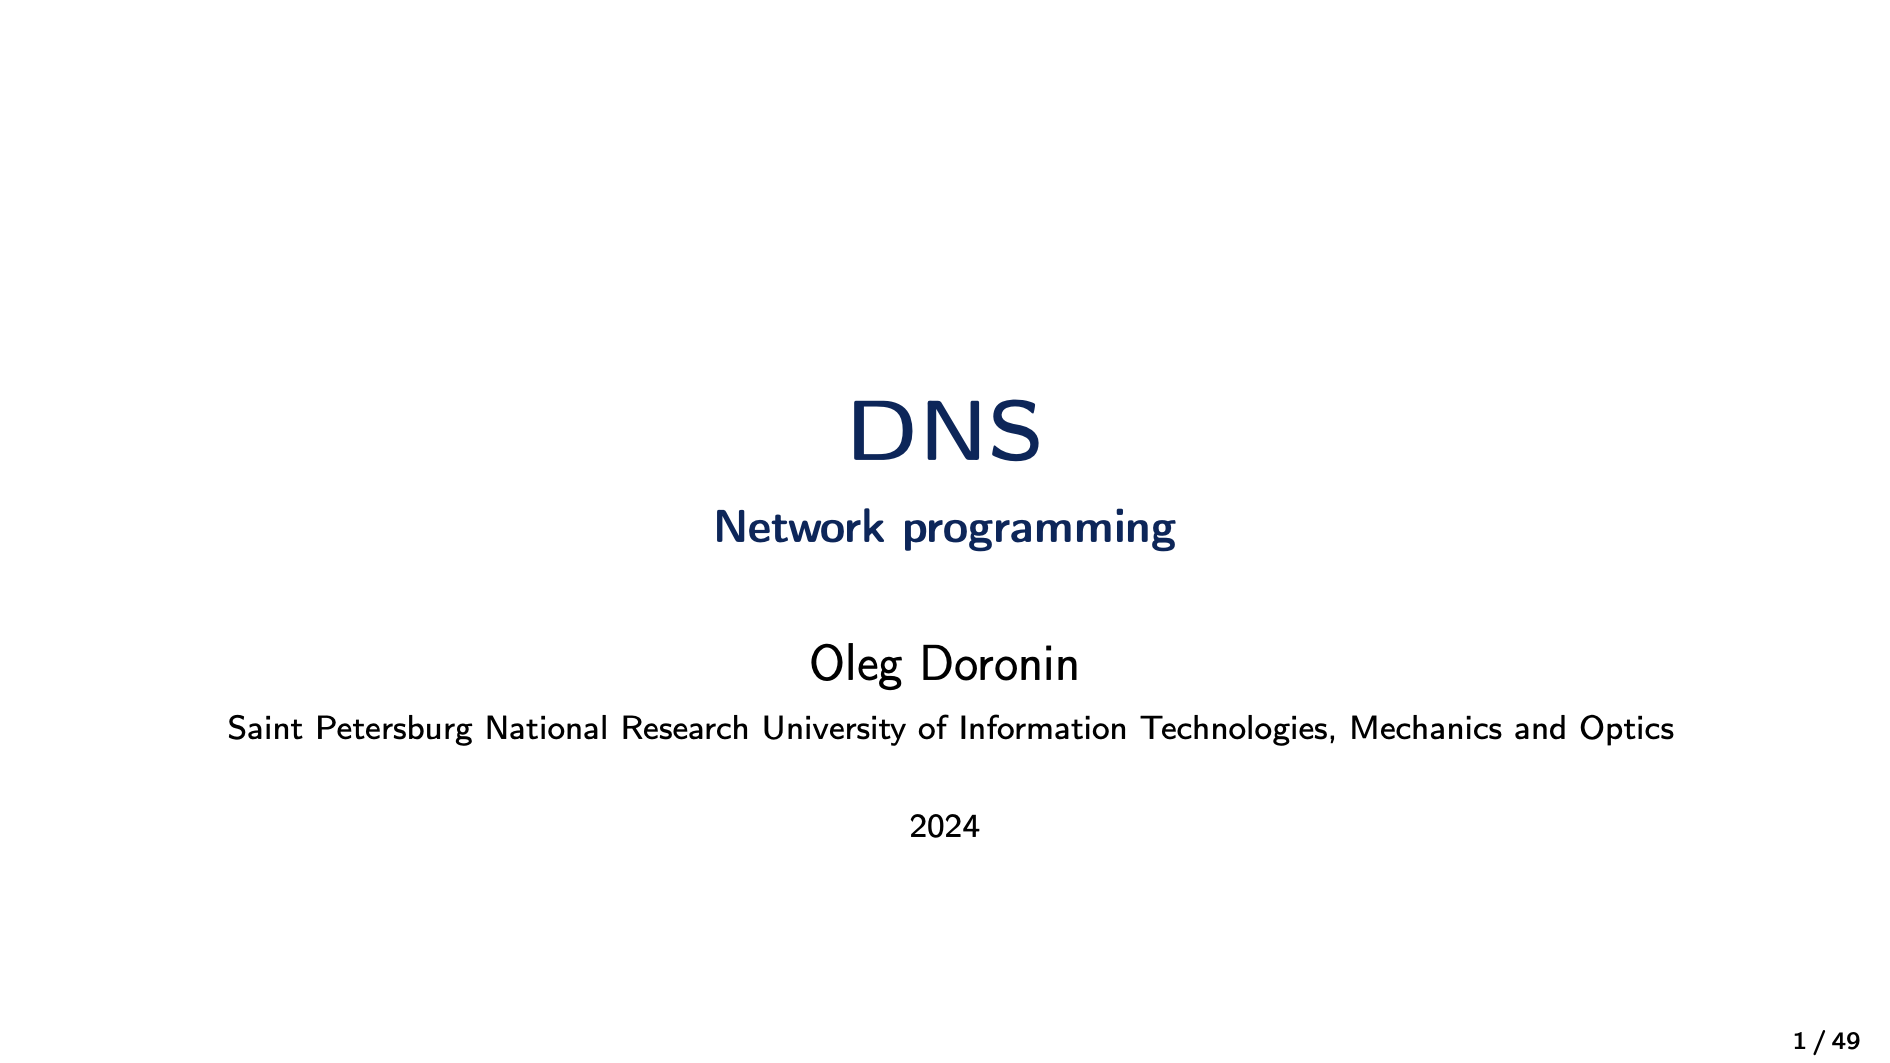 DNS
Network programming
Oleg Doronin
Saint Petersburg National Research University of Information Technologies, Mechanics and Optics
2024
1 / 49